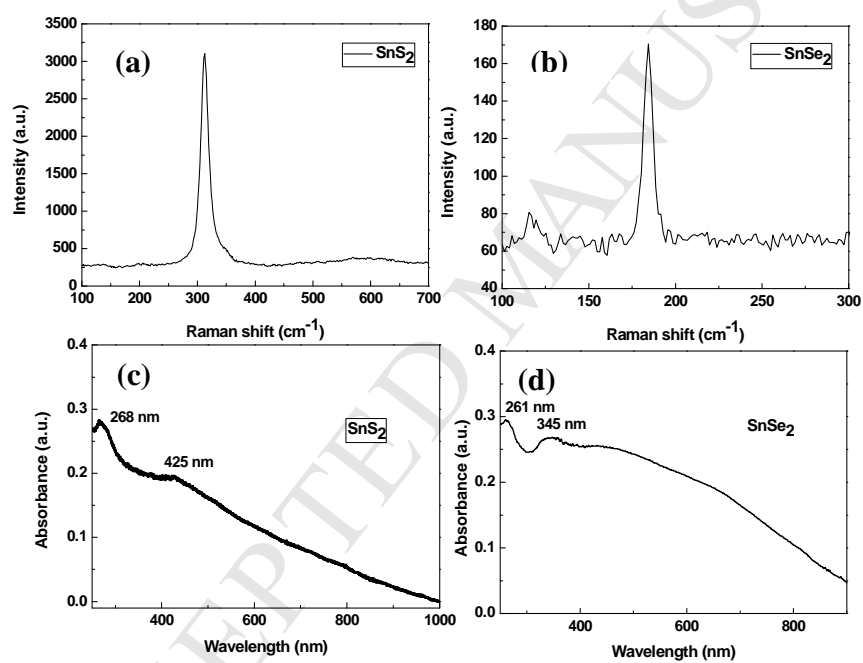 (a)
SnS2
3500
3000
2500
2000
1500
1000
500
0
Intensity (a.u.)
100 200 300 400 500 600 700
Raman shift (cm-1)
(b)
SnSe2
180
160
140
120
100
80
60
40
Intensity (a.u.)
100 150 200 250 300
Raman shift (cm-1)
(c)
268 nm
425 nm
SnS2
0.4
0.3
0.2
0.1
0.0
Absorbance (a.u.)
400 600 800 1000
Wavelength (nm)
(d)
261 nm
345 nm
SnSe2
0.4
0.3
0.2
0.1
0.0
Absorbance (a.u.)
400 600 800
Wavelength (nm)
EPTED MANUS